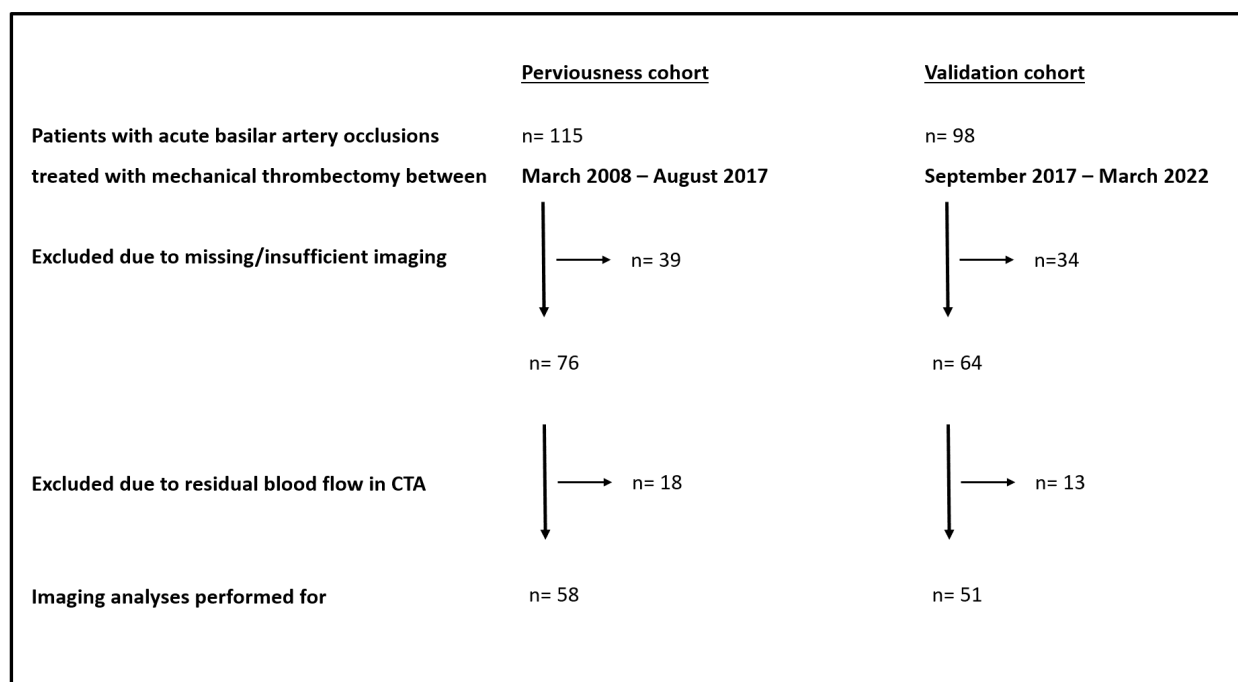 Perviousness cohort Validation cohort
Patients with acute basilar artery occlusions n= 115 n= 98
treated with mechanical thrombectomy between March 2008 – August 2017 September 2017 – March 2022
Excluded due to missing/insufficient imaging n= 39 n=34
n= 76 n= 64
Excluded due to residual blood flow in CTA n= 18 n= 13
Imaging analyses performed for n= 58 n= 51